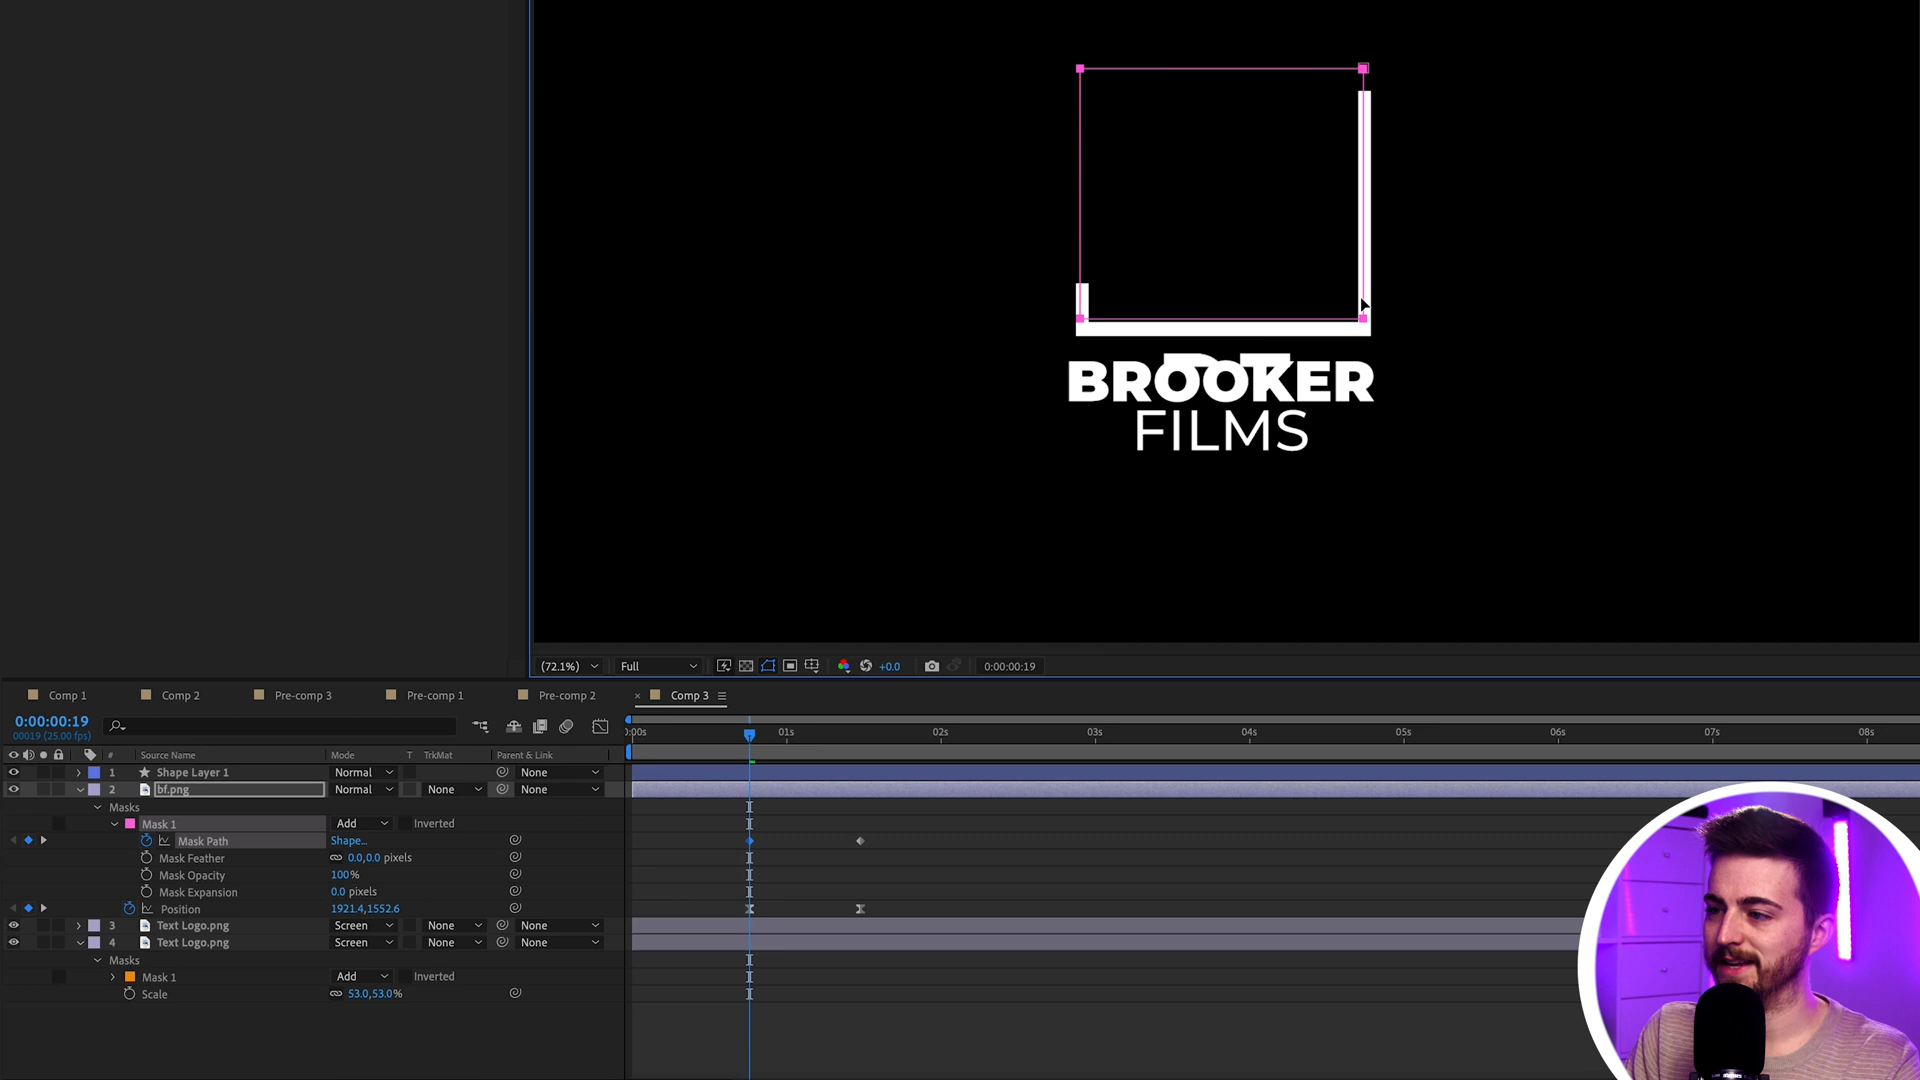 BROOKER
FILMS
(72.1%) Full +0.0 0:00:00:19
Comp 1 Comp 2 Pre-comp 3 Pre-comp 1 Pre-comp 2 × Comp 3
0:00:00:19
00019 (25.00 fps)
0:00s 01s 02s 03s 04s 05s 06s 07s 08s
# Source Name Mode T TrkMat Parent & Link
1 Shape Layer 1 Normal None
2 bf.png Normal None None
Masks
Mask 1 Add Inverted
Mask Path Shape...
Mask Feather 0.0,0.0 pixels
Mask Opacity 100%
Mask Expansion 0.0 pixels
Position 1921.4,1552.6
3 Text Logo.png Screen None None
4 Text Logo.png Screen None None
Masks
Mask 1 Add Inverted
Scale 53.0,53.0%